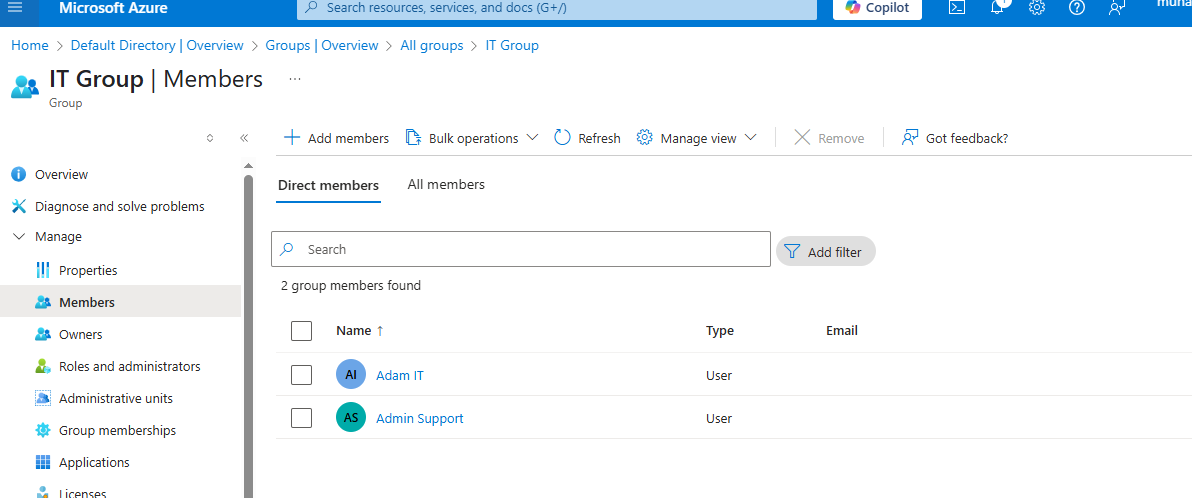 Microsoft Azure
Search resources, services, and docs (G+/)
Copilot
1
Home > Default Directory | Overview > Groups | Overview > All groups > IT Group
IT Group | Members ...
Group
Add members
Bulk operations
Refresh
Manage view
Remove
Got feedback?
Overview
Diagnose and solve problems
Manage
Properties
Members
Owners
Roles and administrators
Administrative units
Group memberships
Applications
Licenses
Direct members
All members
Search
Add filter
2 group members found
Name ↑ Type Email
AI Adam IT User
AS Admin Support User